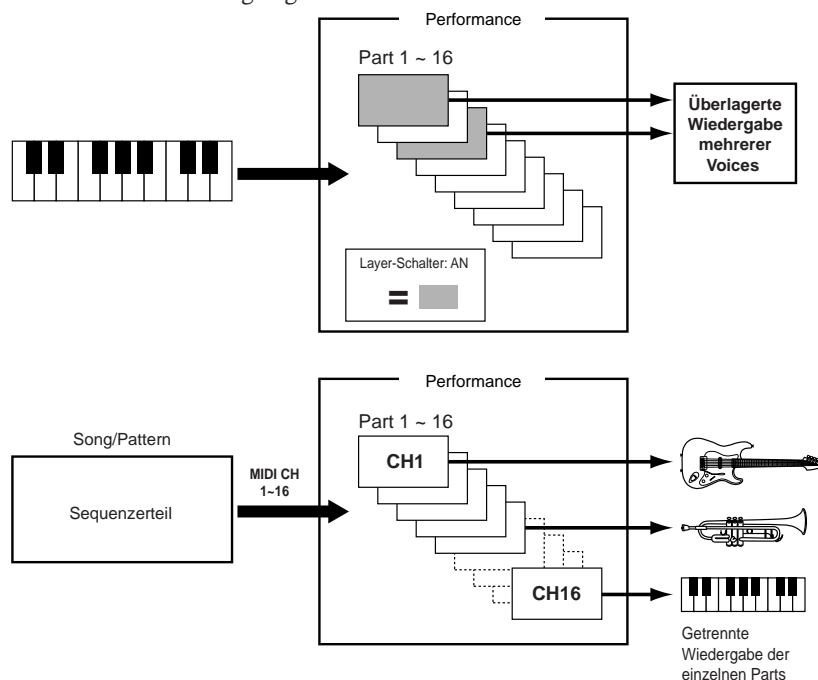 Performance
Part 1 ~ 16
Überlagerte
Wiedergabe
mehrerer
Voices
Layer-Schalter: AN
=
Performance
Song/Pattern
Part 1 ~ 16
MIDI CH
1~16
CH1
Sequenzerteil
CH16
Getrennte
Wiedergabe der
einzelnen Parts